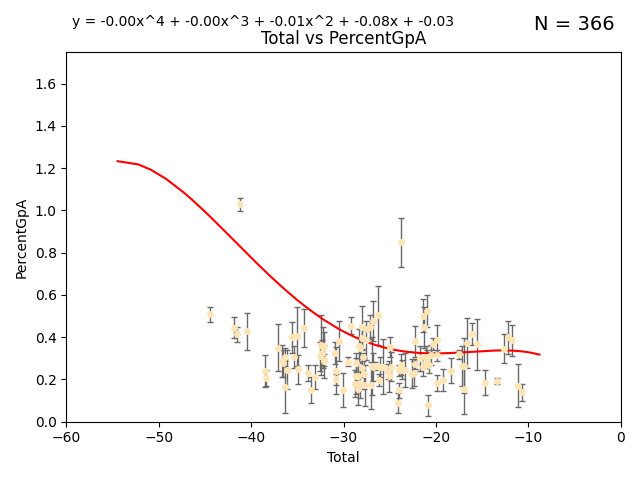 y = -0.00x^4 + -0.00x^3 + -0.01x^2 + -0.08x + -0.03
N = 366
Total vs PercentGpA
1.6
1.4
1.2
1.0
0.8
0.6
0.4
0.2
0.0
PercentGpA
−60 −50 −40 −30 −20 −10 0
Total